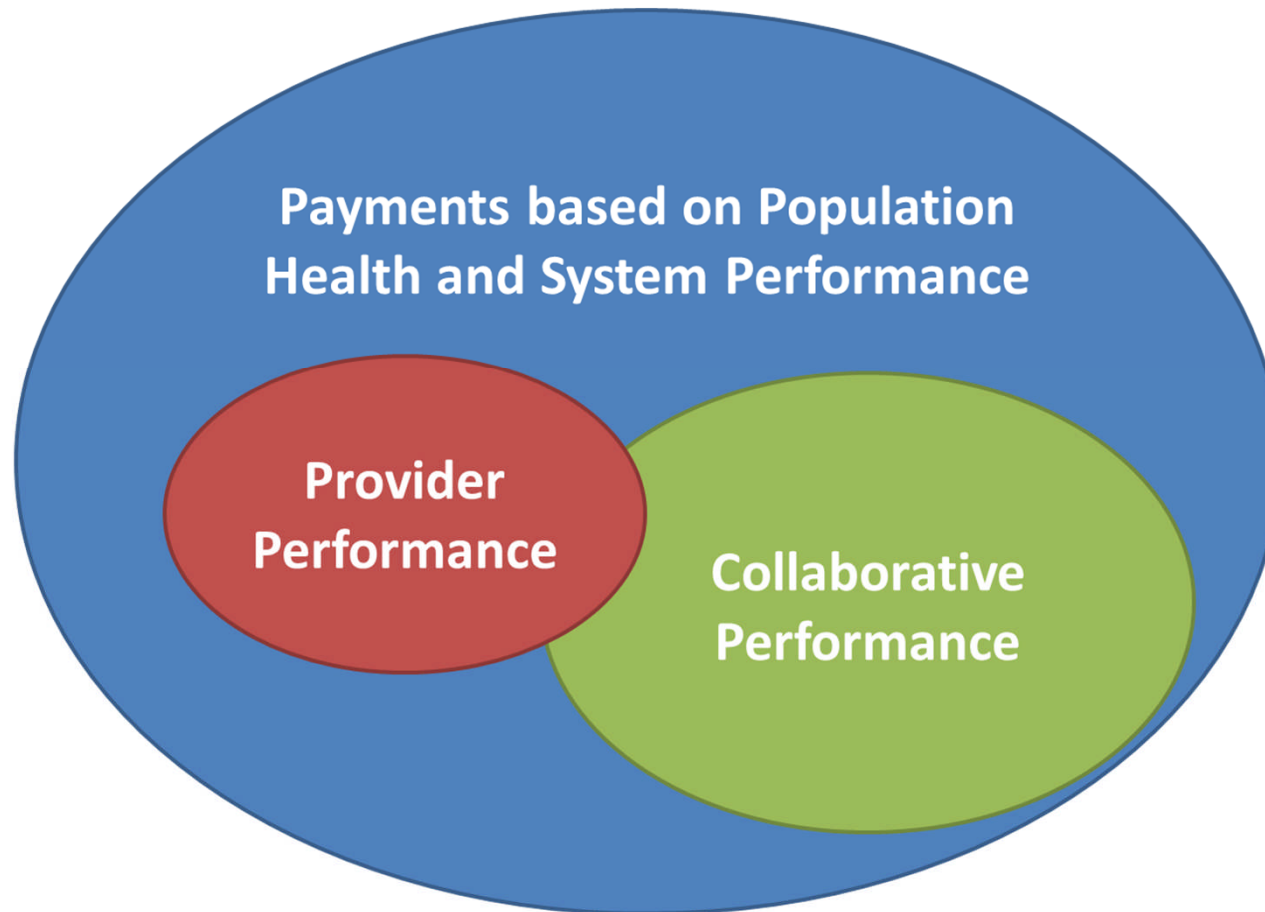 Payments based on Population
Health and System Performance
Provider
Performance
Collaborative
Performance